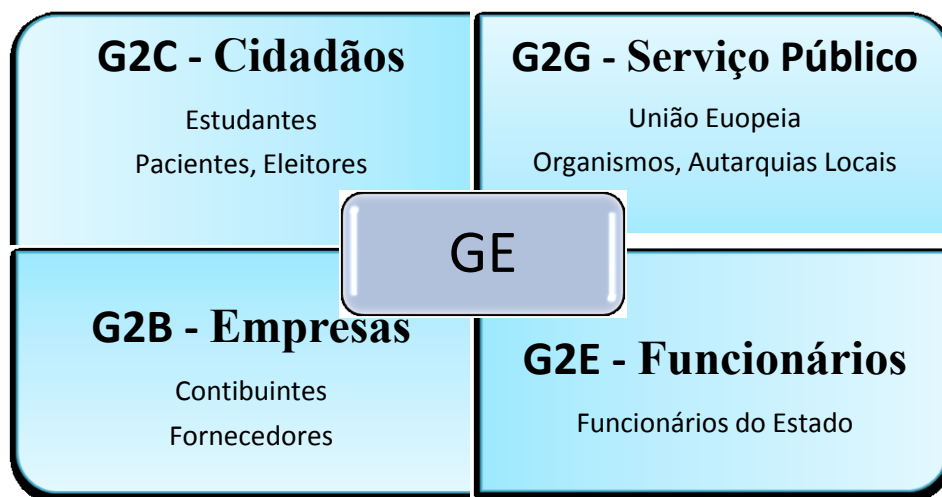 G2C - Cidadãos
Estudantes
Pacientes, Eleitores
G2G - Serviço Público
União Euopeia
Organismos, Autarquias Locais
GE
G2B - Empresas
Contibuintes
Fornecedores
G2E - Funcionários
Funcionários do Estado